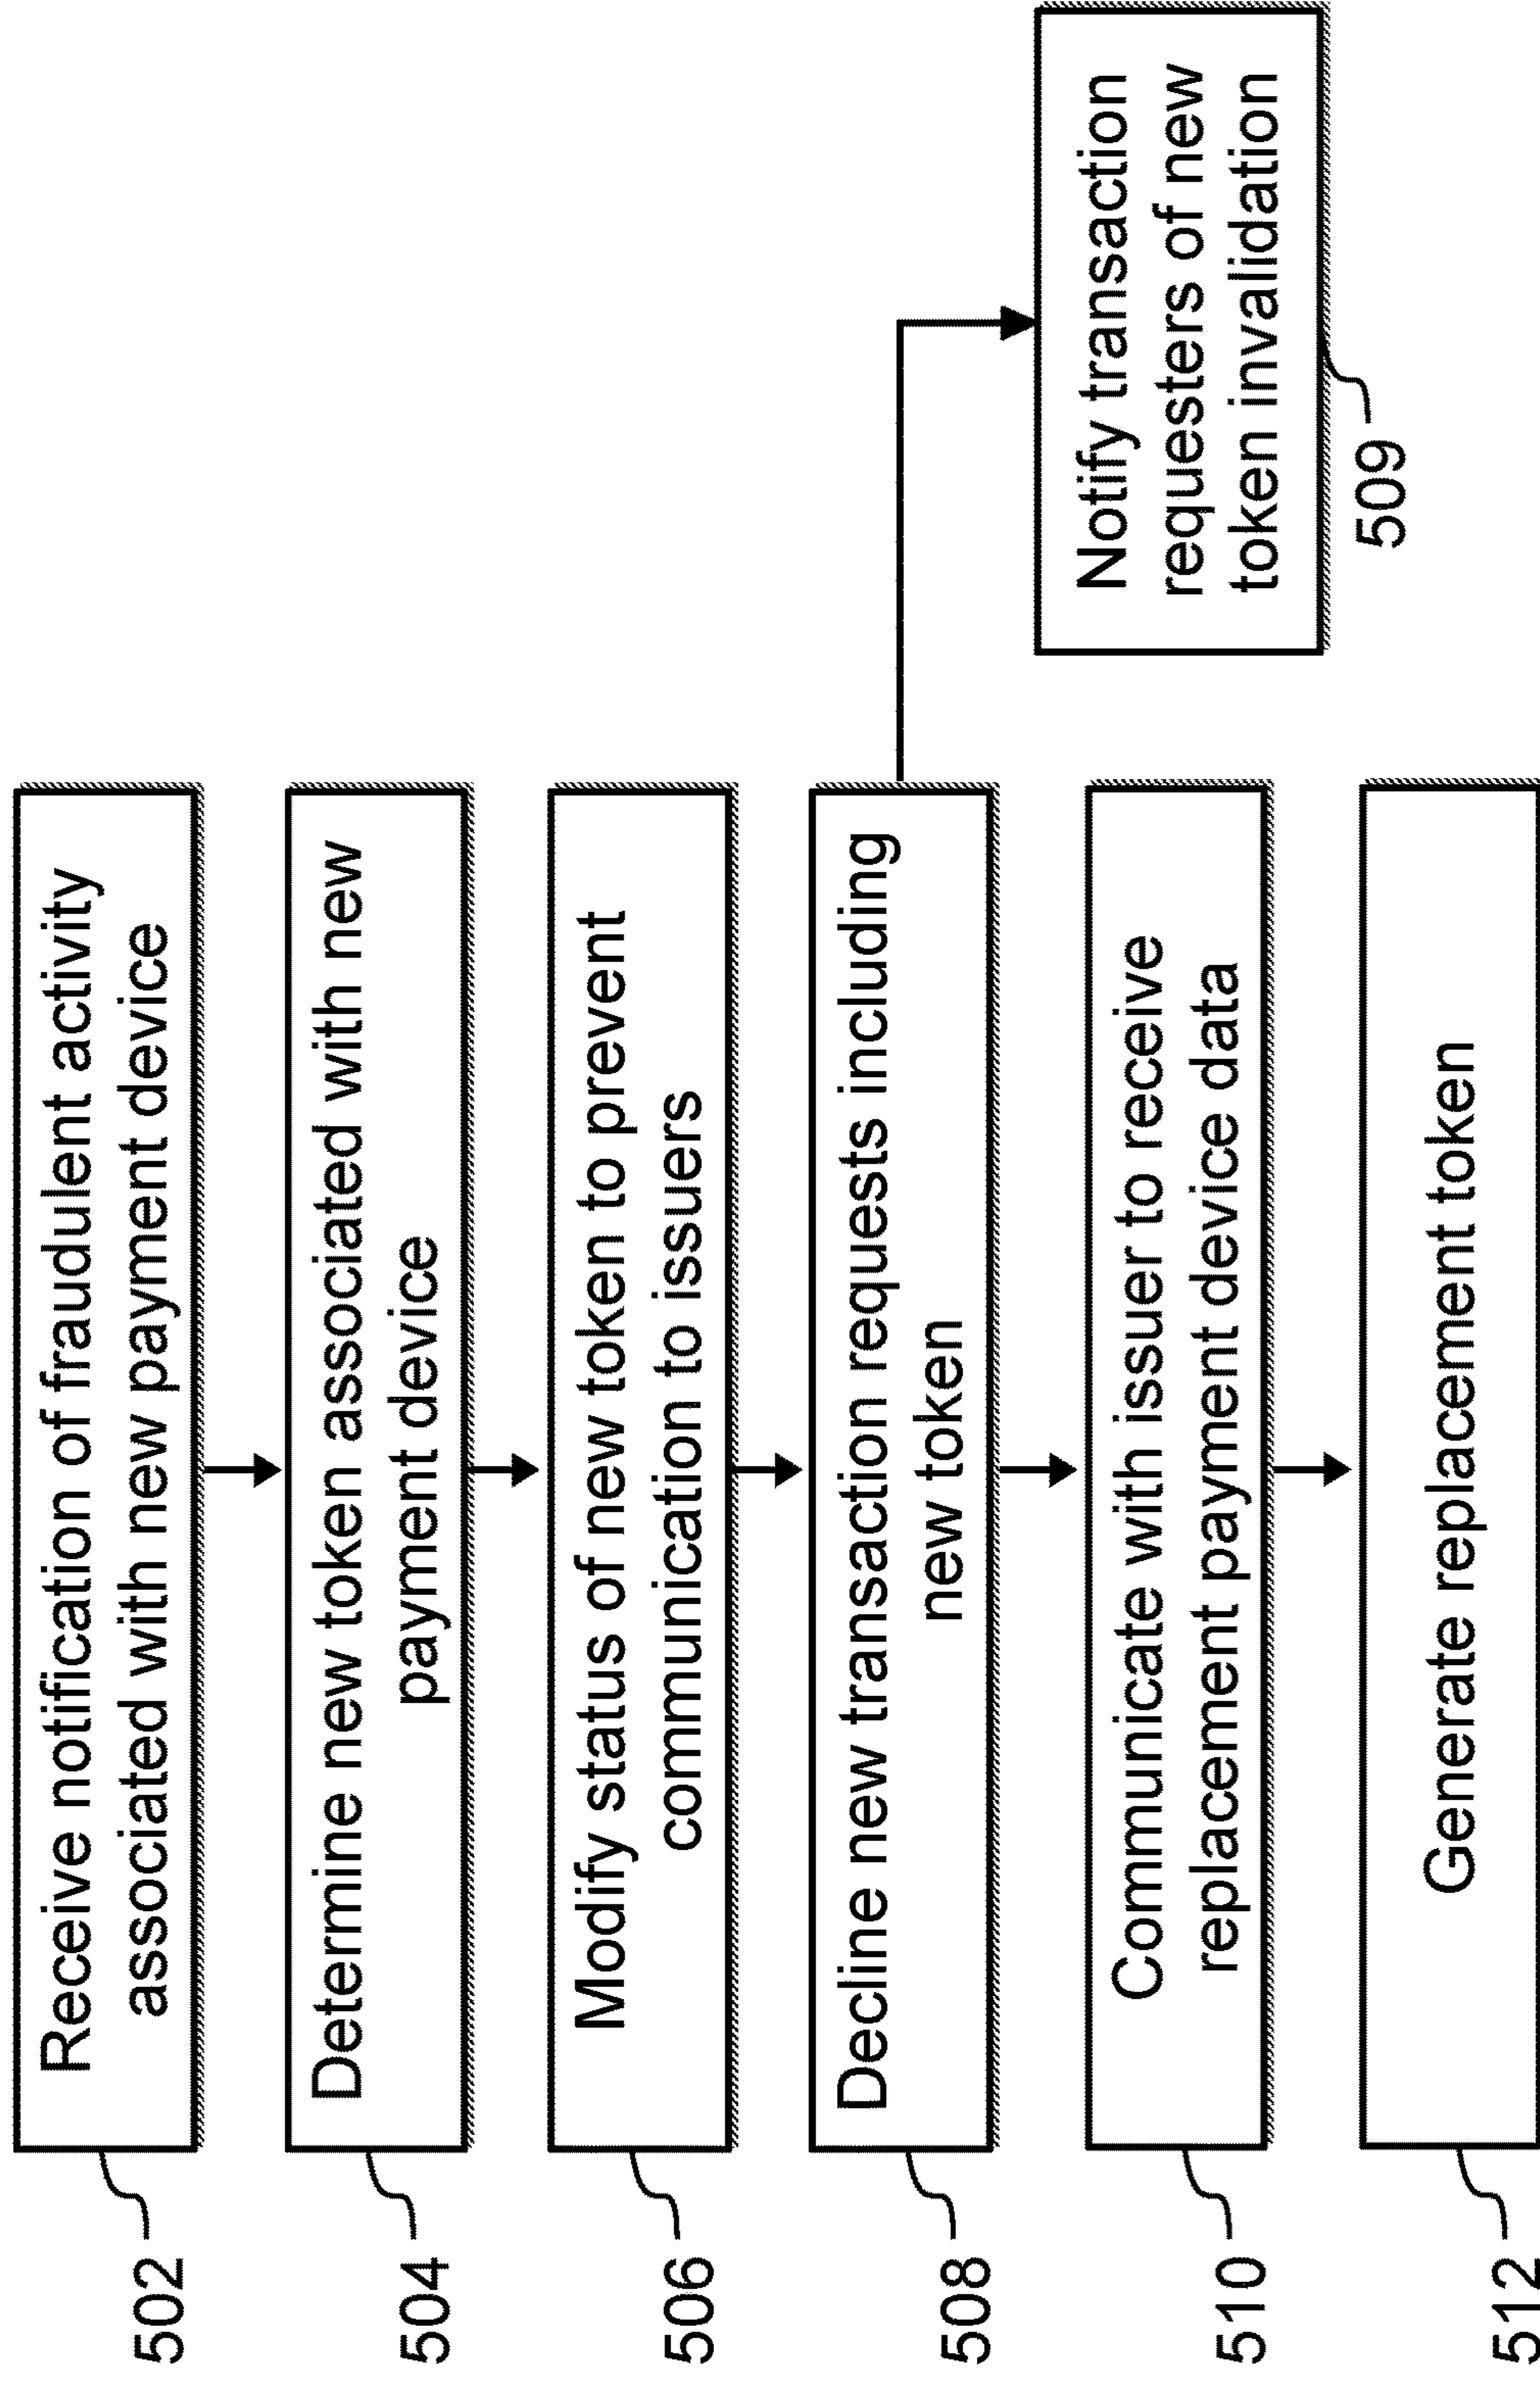 502
Receive notification of fraudulent activity
associated with new payment device
504
Determine new token associated with new
payment device
506
Modify status of new token to prevent
communication to issuers
508
Decline new transaction requests including
new token
Notify transaction
requesters of new
token invalidation
509
510
Communicate with issuer to receive
replacement payment device data
512
Generate replacement token